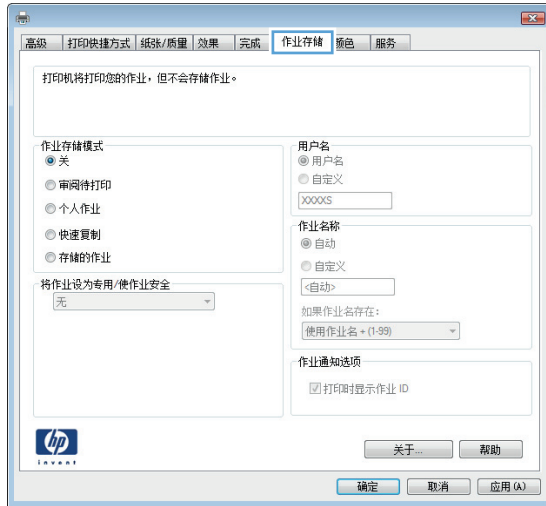 高级 打印快捷方式 纸张/质量 效果 完成 作业存储 颜色 服务
打印机将打印您的作业，但不会存储作业。
作业存储模式
关
审阅待打印
个人作业
快速复制
存储的作业
将作业设为专用/使作业安全
无
用户名
用户名
自定义
XXXXS
作业名称
自动
自定义
<自动>
如果作业名存在：
使用作业名 + (1-99)
作业通知选项
打印时显示作业 ID
hp
invent
关于... 帮助
确定 取消 应用(A)